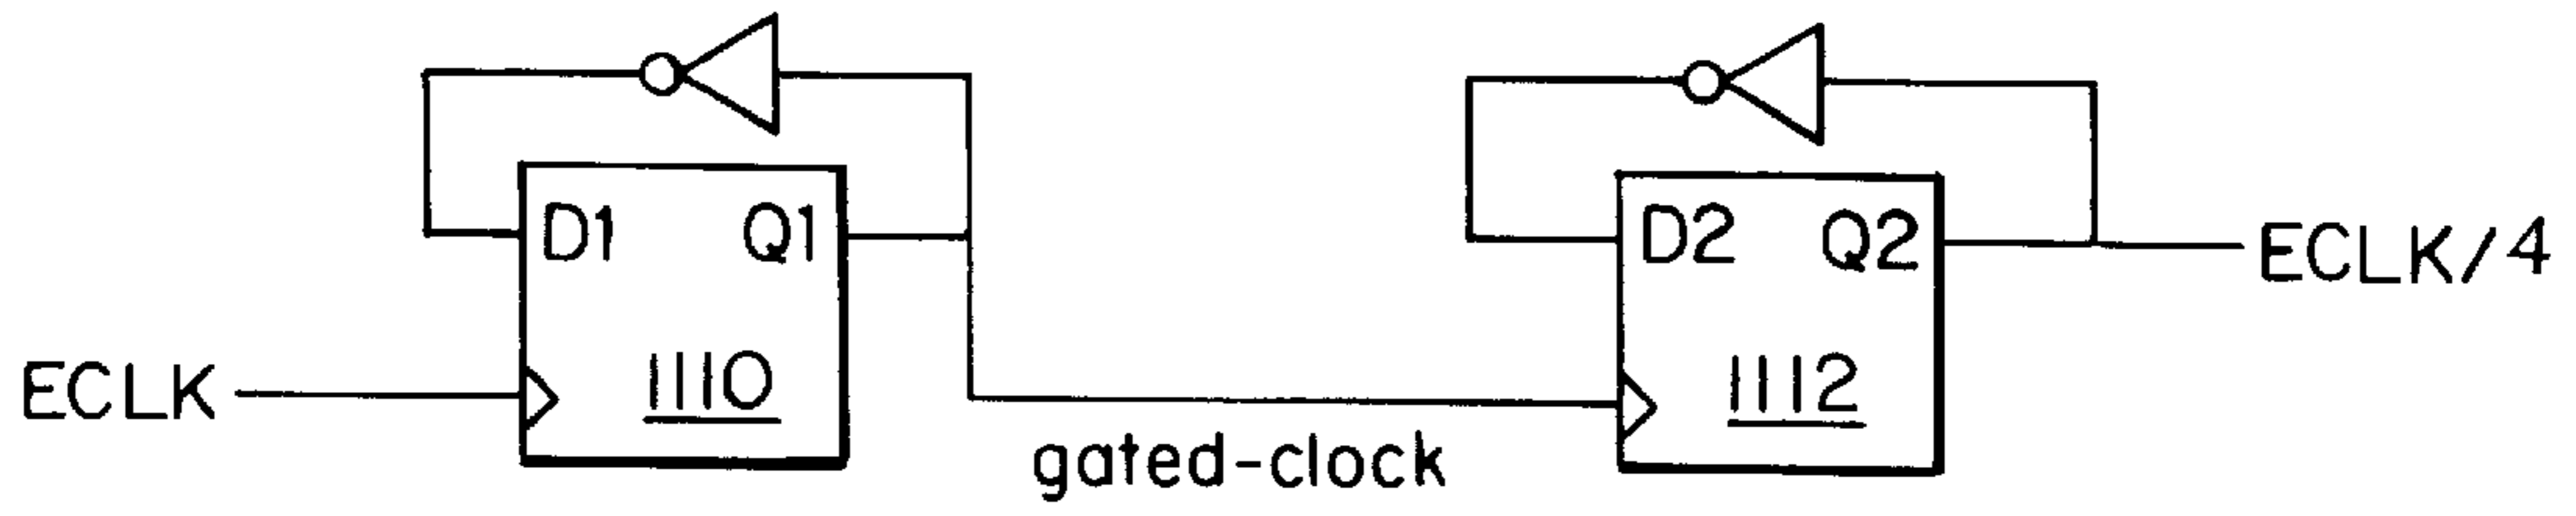 D1 Q1
D2 Q2
ECLK/4
ECLK
1110
1112
gated-clock